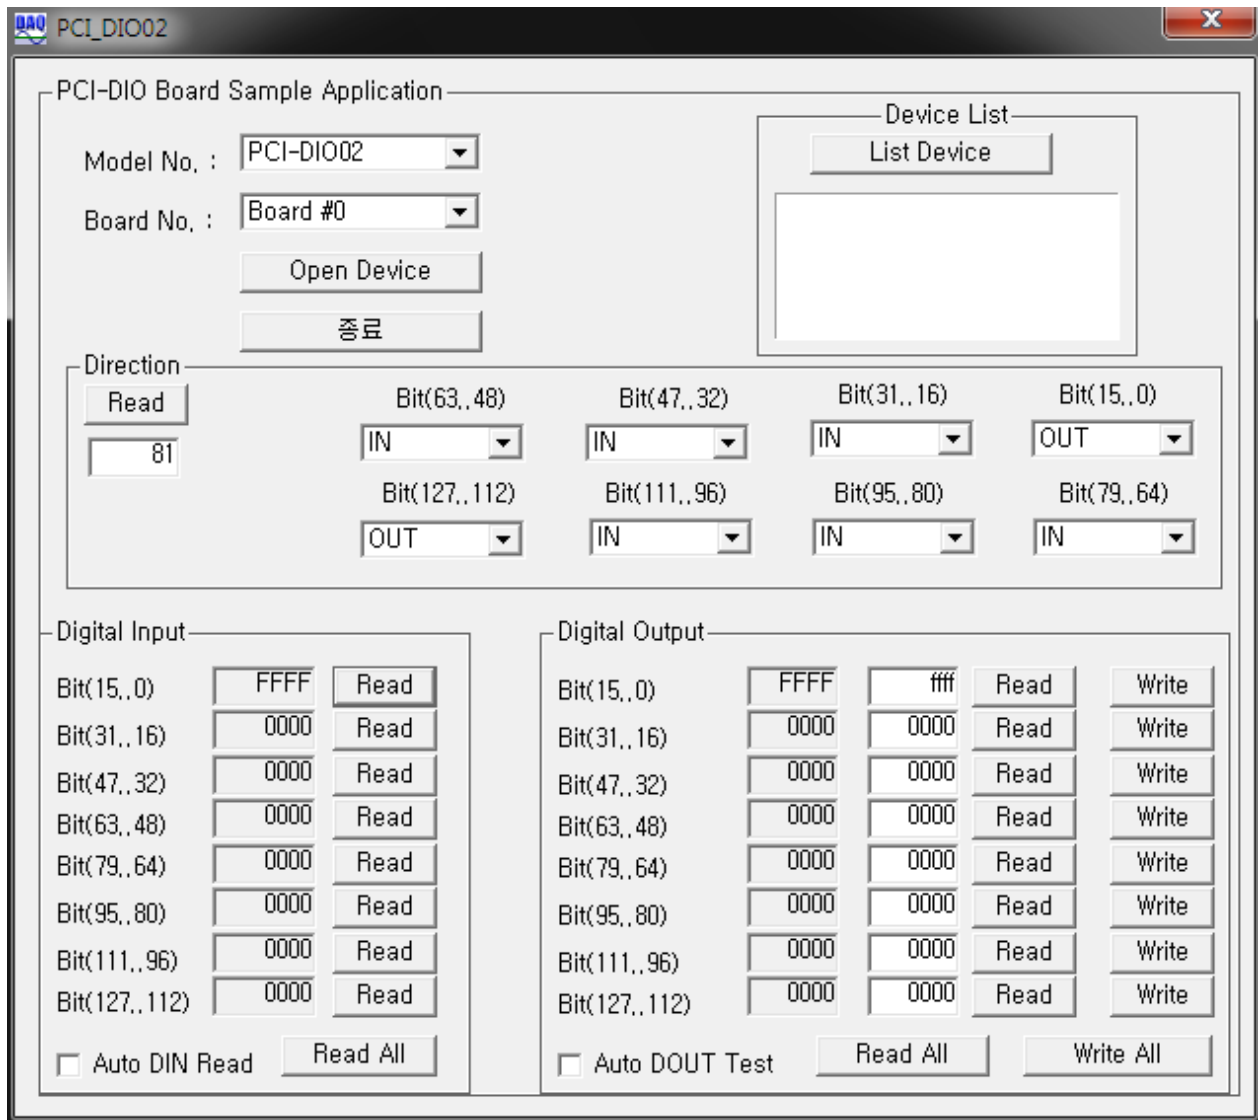 DAQ PCI_DIO02 X
PCI-DIO Board Sample Application
Device List
Model No. : PCI-DIO02
List Device
Board No. : Board #0
Open Device
종료
Direction
Read
81
Bit(63..48) Bit(47..32) Bit(31..16) Bit(15..0)
IN IN IN OUT
Bit(127..112) Bit(111..96) Bit(95..80) Bit(79..64)
OUT IN IN IN
Digital Input
Bit(15..0) FFFF Read
Bit(31..16) 0000 Read
Bit(47..32) 0000 Read
Bit(63..48) 0000 Read
Bit(79..64) 0000 Read
Bit(95..80) 0000 Read
Bit(111..96) 0000 Read
Bit(127..112) 0000 Read
Auto DIN Read Read All
Digital Output
Bit(15..0) FFFF ffff Read Write
Bit(31..16) 0000 0000 Read Write
Bit(47..32) 0000 0000 Read Write
Bit(63..48) 0000 0000 Read Write
Bit(79..64) 0000 0000 Read Write
Bit(95..80) 0000 0000 Read Write
Bit(111..96) 0000 0000 Read Write
Bit(127..112) 0000 0000 Read Write
Auto DOUT Test Read All Write All